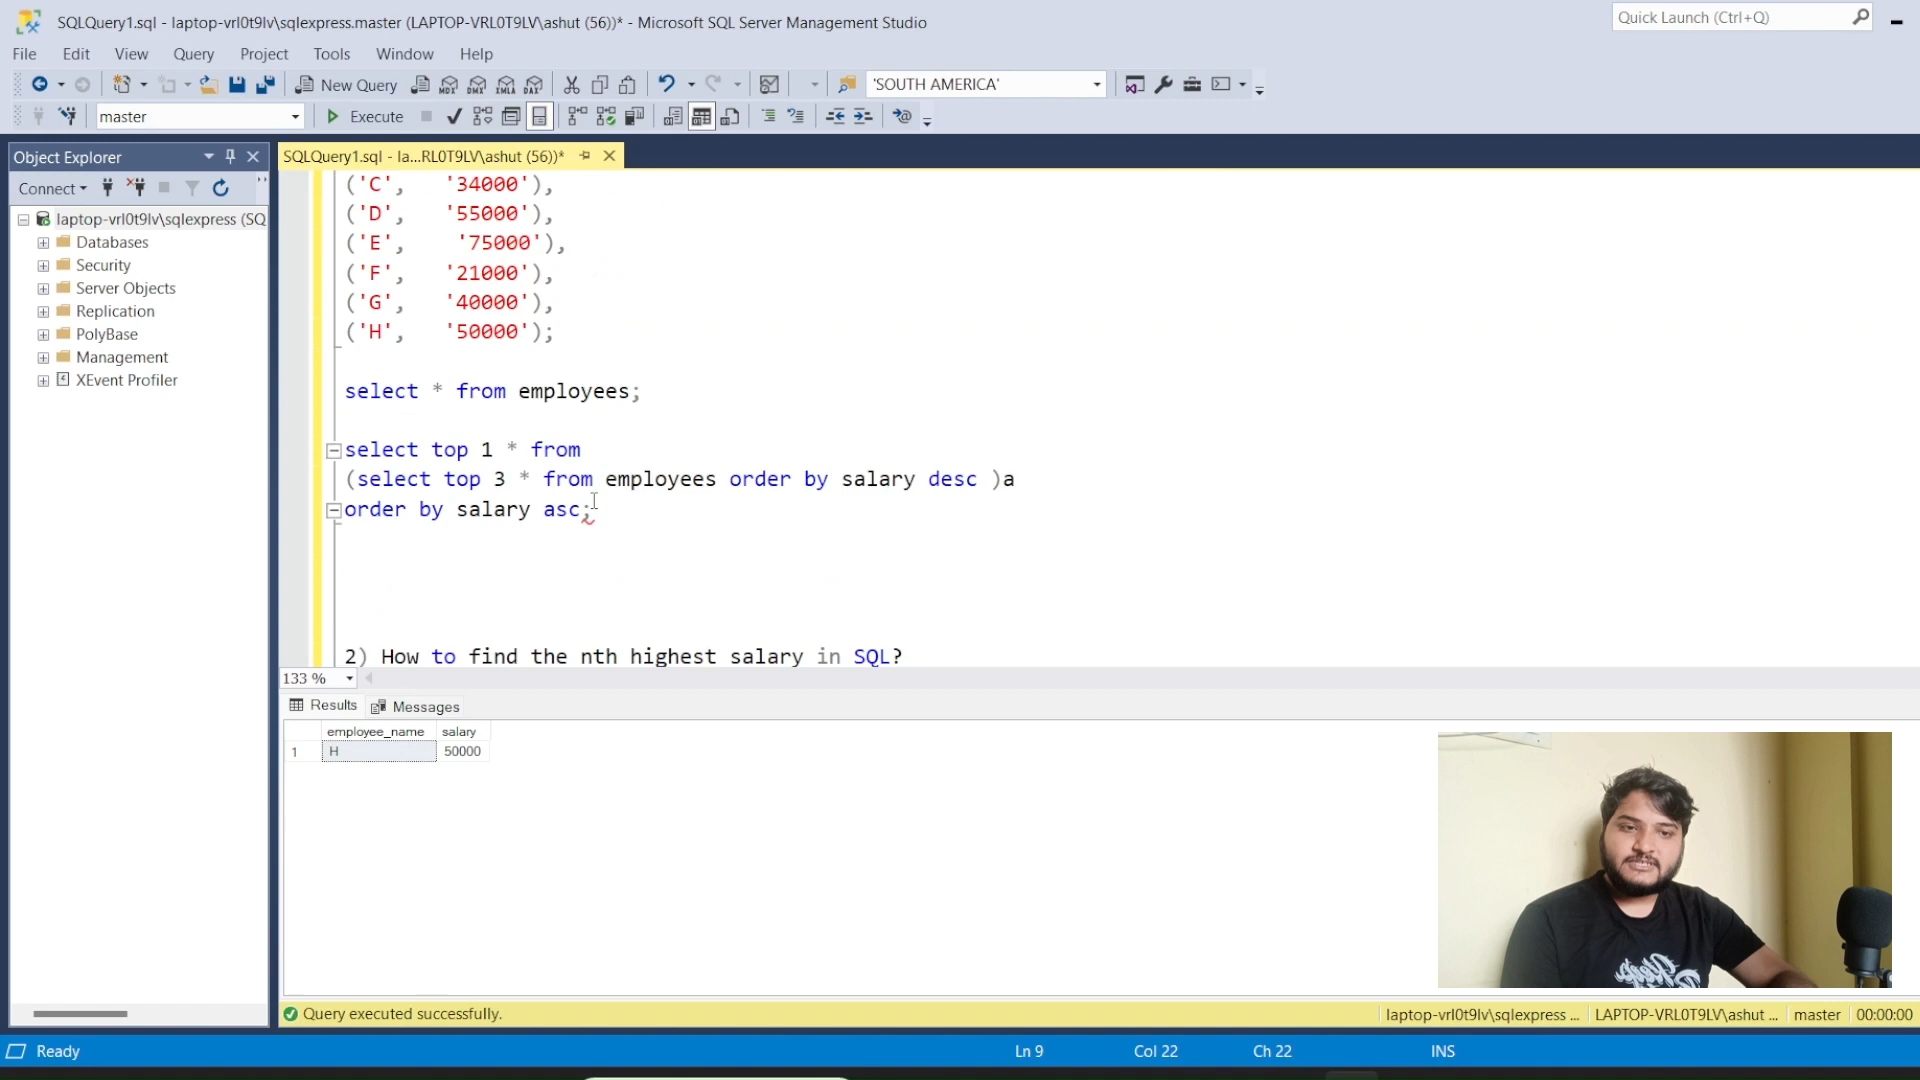 SQLQuery1.sql - laptop-vrl0t9lv\sqlexpress.master (LAPTOP-VRL0T9LV\ashut (56))* - Microsoft SQL Server Management Studio
Quick Launch (Ctrl+Q)
File Edit View Query Project Tools Window Help
New Query MDX DMX XMLA DAX 'SOUTH AMERICA'
master Execute
Object Explorer
SQLQuery1.sql - la...RL0T9LV\ashut (56))*
Connect
laptop-vrl0t9lv\sqlexpress (SQ
Databases
Security
Server Objects
Replication
PolyBase
Management
XEvent Profiler
('C', '34000'),
('D', '55000'),
('E', '75000'),
('F', '21000'),
('G', '40000'),
('H', '50000');
select * from employees;
select top 1 * from
(select top 3 * from employees order by salary desc )a
order by salary asc;
2) How to find the nth highest salary in SQL?
133 %
Results Messages
employee_name salary
1 H 50000
Query executed successfully.
laptop-vrl0t9lv\sqlexpress ... LAPTOP-VRL0T9LV\ashut ... master 00:00:00
Ready Ln 9 Col 22 Ch 22 INS